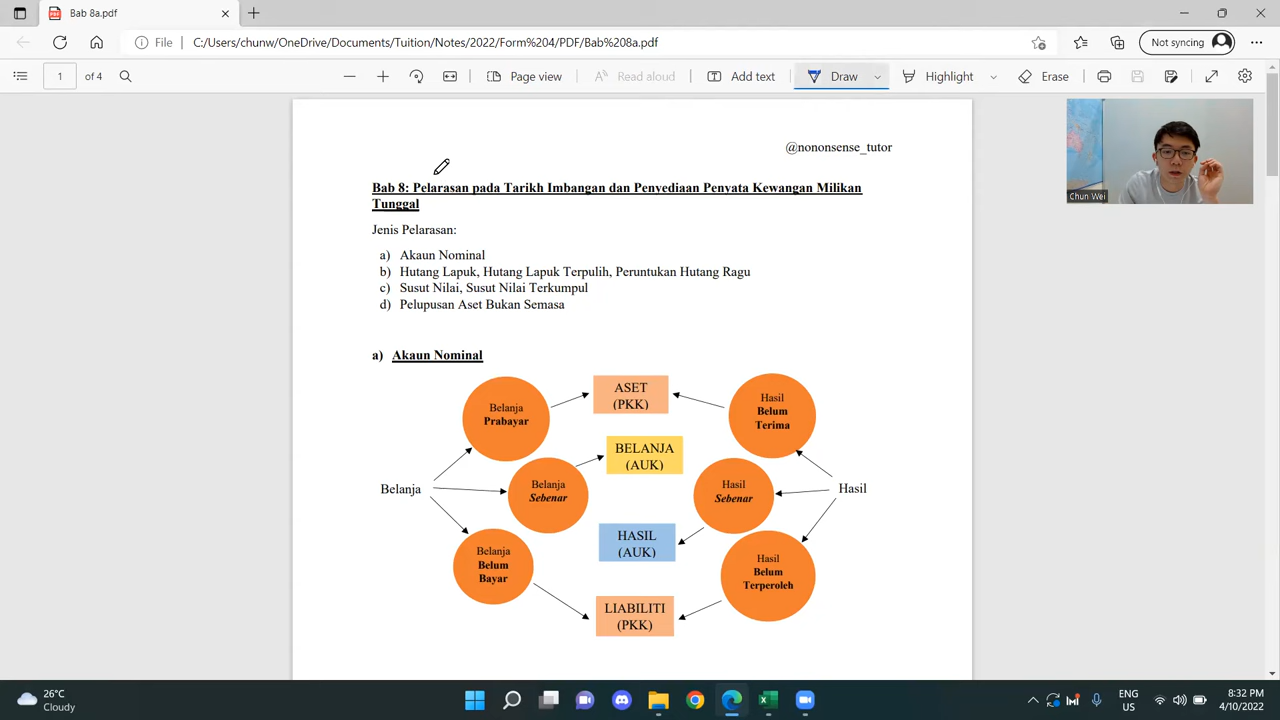 Bab 8a.pdf
File
C:/Users/chunw/OneDrive/Documents/Tuition/Notes/2022/Form%204/PDF/Bab%208a.pdf
Not syncing
1 of 4
Page view
Read aloud
Add text
Draw
Highlight
Erase
@nononsense_tutor
Bab 8: Pelarasan pada Tarikh Imbangan dan Penyediaan Penyata Kewangan Milikan
Tunggal
Jenis Pelarasan:
a) Akaun Nominal
b) Hutang Lapuk, Hutang Lapuk Terpulih, Peruntukan Hutang Ragu
c) Susut Nilai, Susut Nilai Terkumpul
d) Pelupusan Aset Bukan Semasa
a) Akaun Nominal
Belanja
Prabayar
ASET
(PKK)
Hasil
Belum
Terima
BELANJA
(AUK)
Belanja
Belanja
Sebenar
Hasil
Sebenar
Hasil
HASIL
(AUK)
Belanja
Belum
Bayar
Hasil
Belum
Terperoleh
LIABILITI
(PKK)
Chun Wei
26°C
Cloudy
ENG
US
8:32 PM
4/10/2022